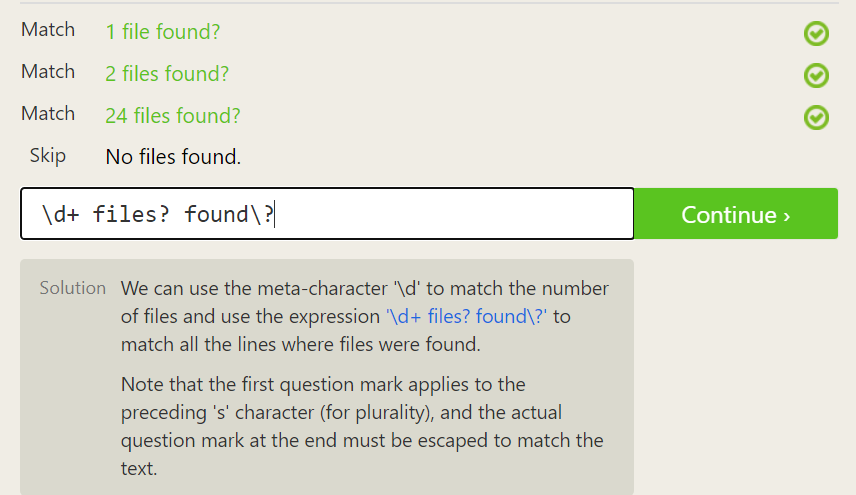 Match 1 file found?
Match 2 files found?
Match 24 files found?
Skip No files found.
\d+ files? found\?
Continue ›
Solution We can use the meta-character '\d' to match the number
of files and use the expression '\d+ files? found\?' to
match all the lines where files were found.
Note that the first question mark applies to the
preceding 's' character (for plurality), and the actual
question mark at the end must be escaped to match the
text.